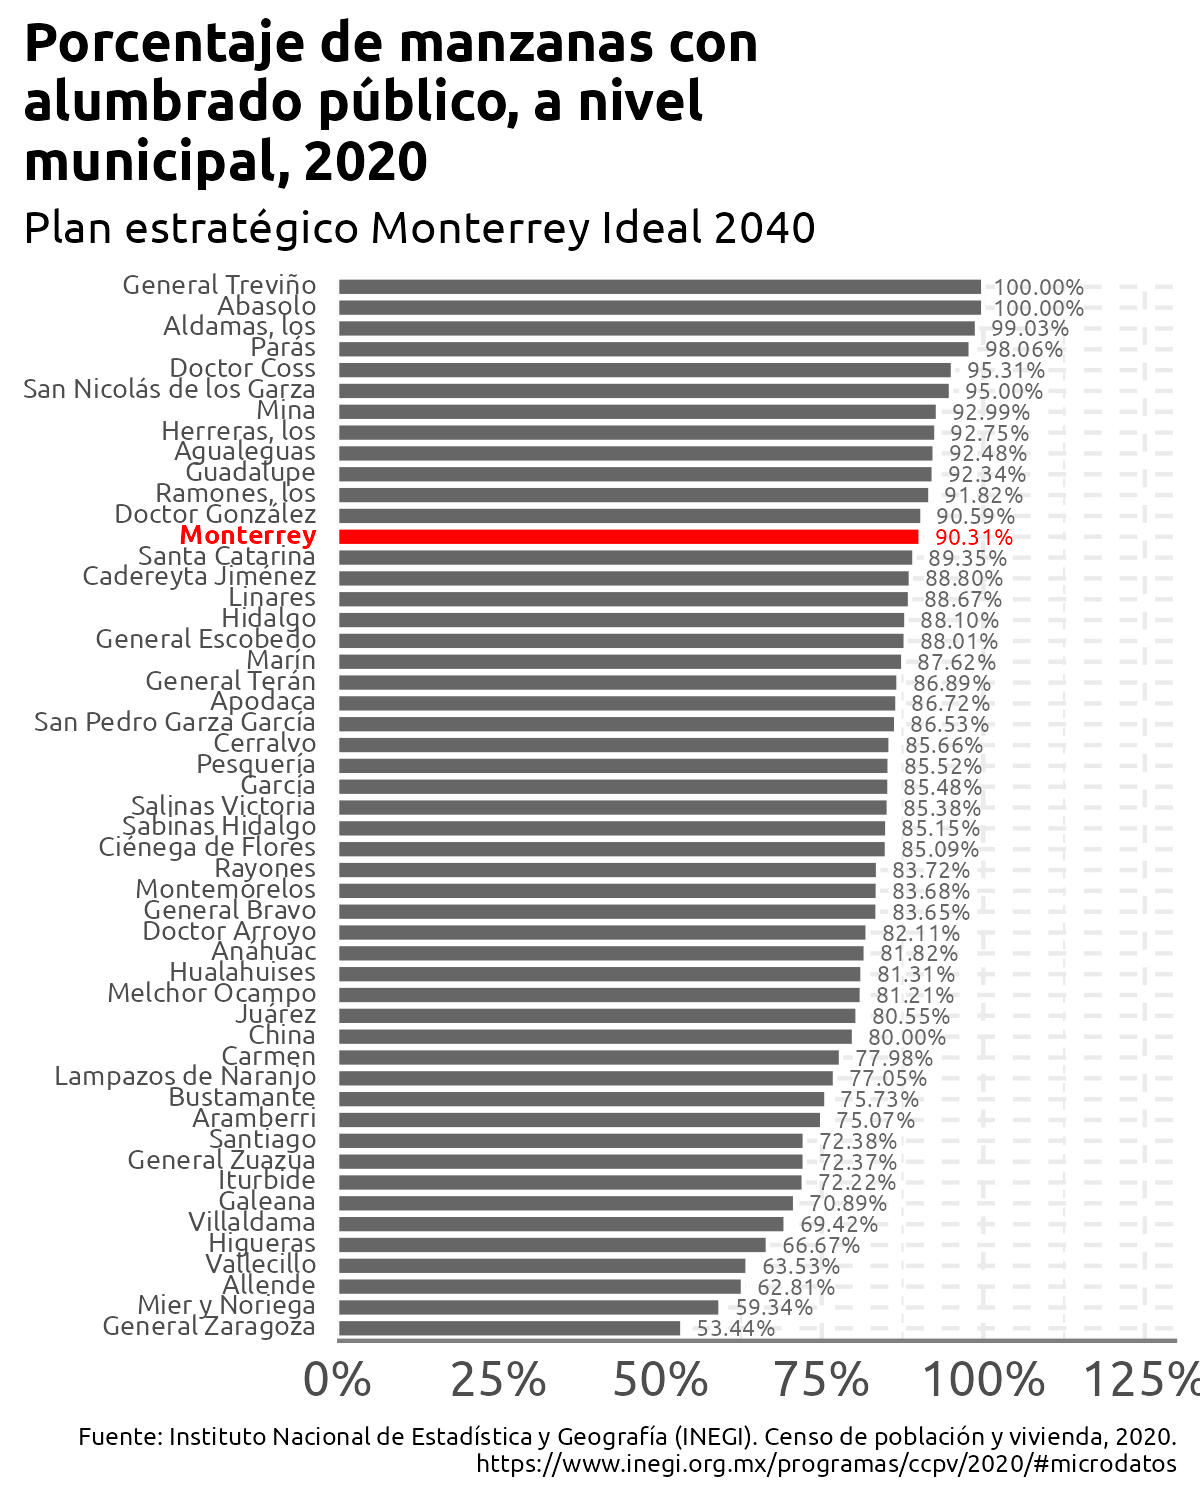 Porcentaje de manzanas con
alumbrado público, a nivel
municipal, 2020
Plan estratégico Monterrey Ideal 2040
General Treviño 100.00%
Abasolo 100.00%
Aldamas, los 99.03%
Parás 98.06%
Doctor Coss 95.31%
San Nicolás de los Garza 95.00%
Mina 92.99%
Herreras, los 92.75%
Agualeguas 92.48%
Guadalupe 92.34%
Ramones, los 91.82%
Doctor González 90.59%
Monterrey 90.31%
Santa Catarina 89.35%
Cadereyta Jiménez 88.80%
Linares 88.67%
Hidalgo 88.10%
General Escobedo 88.01%
Marín 87.62%
General Terán 86.89%
Apodaca 86.72%
San Pedro Garza García 86.53%
Cerralvo 85.66%
Pesquería 85.52%
García 85.48%
Salinas Victoria 85.38%
Sabinas Hidalgo 85.15%
Ciénega de Flores 85.09%
Rayones 83.72%
Montemorelos 83.68%
General Bravo 83.65%
Doctor Arroyo 82.11%
Anáhuac 81.82%
Hualahuises 81.31%
Melchor Ocampo 81.21%
Juárez 80.55%
China 80.00%
Carmen 77.98%
Lampazos de Naranjo 77.05%
Bustamante 75.73%
Aramberri 75.07%
Santiago 72.38%
General Zuazua 72.37%
Iturbide 72.22%
Galeana 70.89%
Villaldama 69.42%
Higueras 66.67%
Vallecillo 63.53%
Allende 62.81%
Mier y Noriega 59.34%
General Zaragoza 53.44%
0% 25% 50% 75% 100% 125%
Fuente: Instituto Nacional de Estadística y Geografía (INEGI). Censo de población y vivienda, 2020.
https://www.inegi.org.mx/programas/ccpv/2020/#microdatos